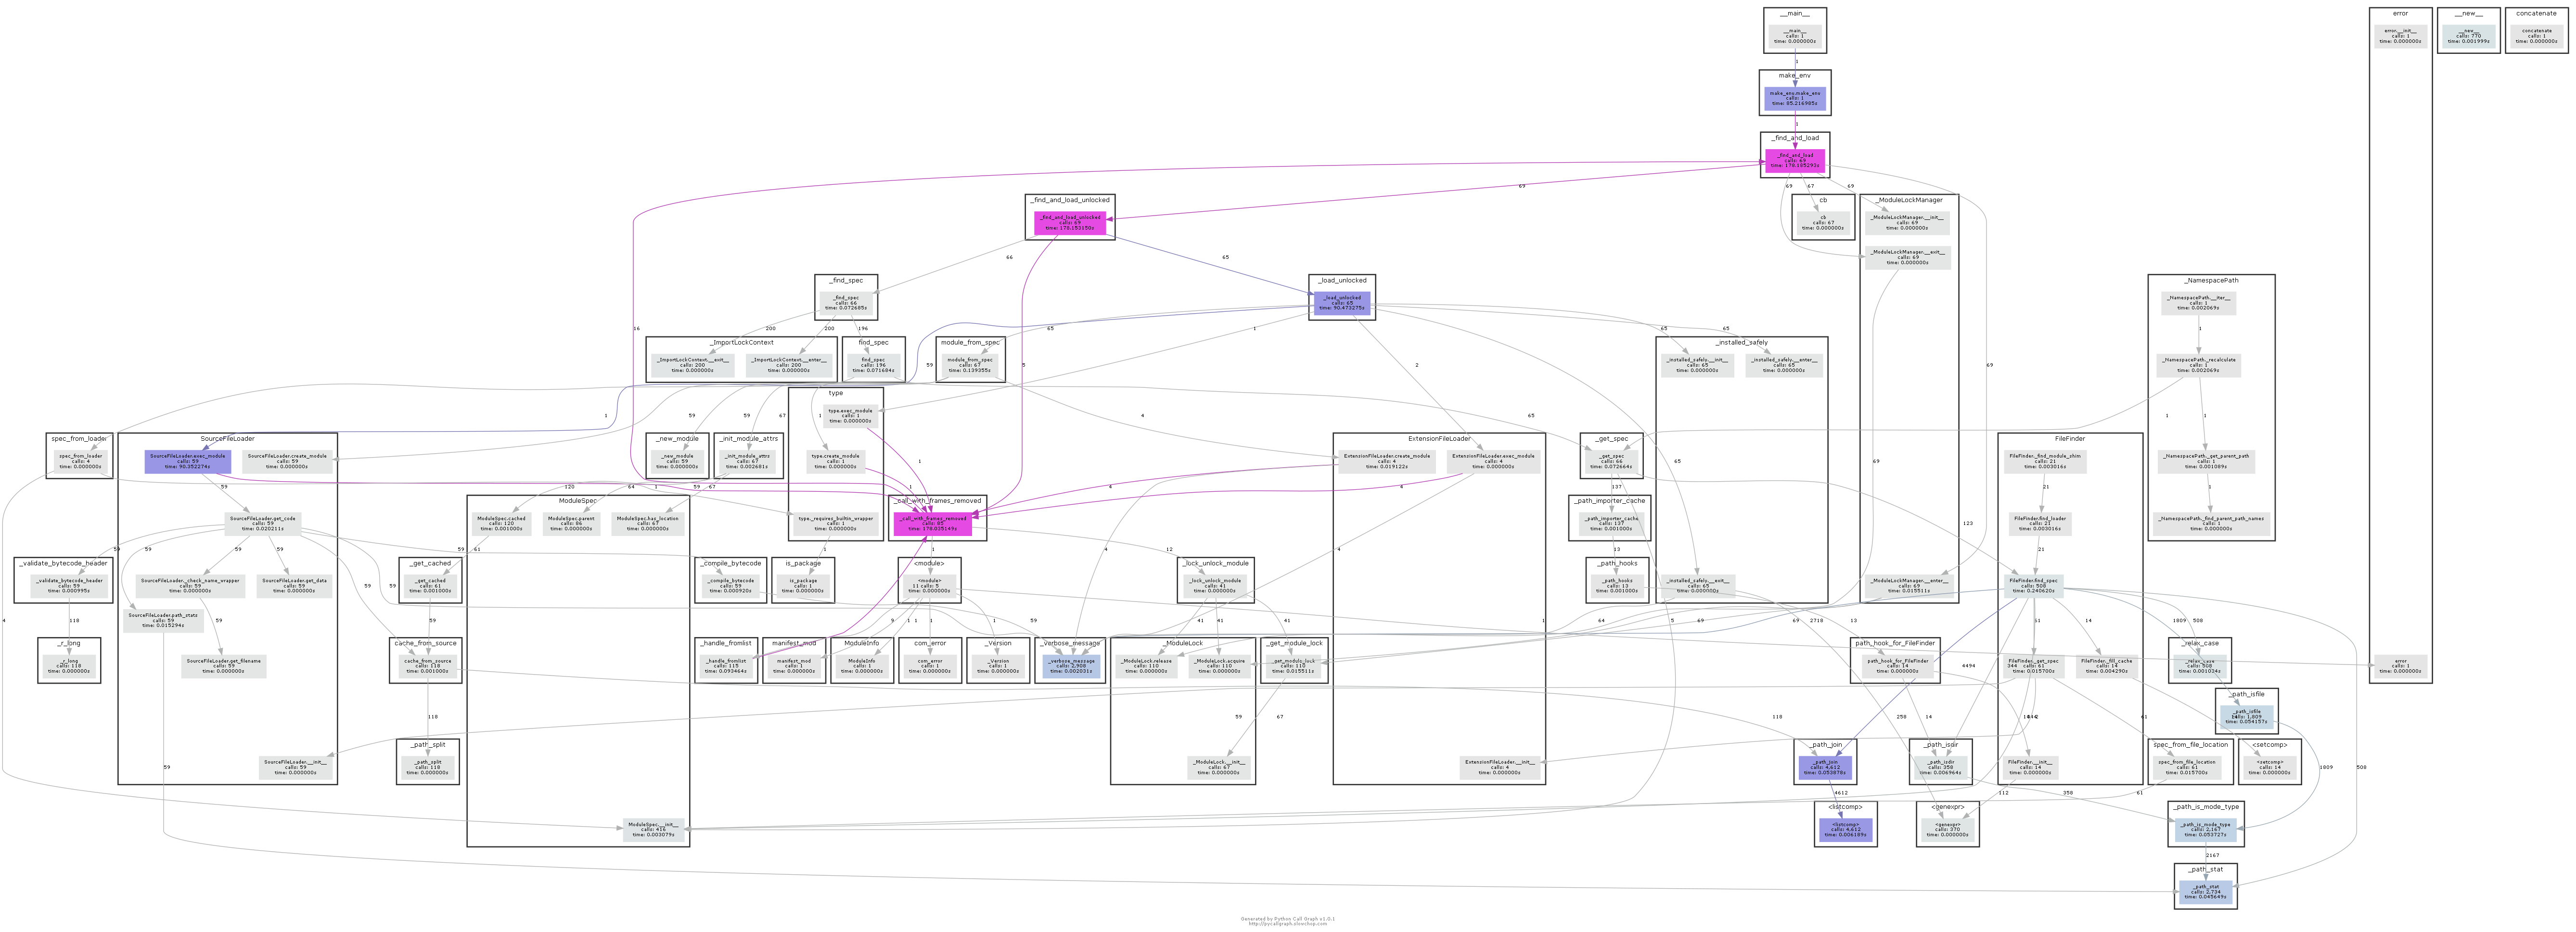 __main__
__main__
calls: 1
time: 0.000000s
error
error.__init__
calls: 1
time: 0.000000s
__new__
__new__
calls: 770
time: 0.001999s
concatenate
concatenate
calls: 1
time: 0.000000s
1
make_env
make_env.make_env
calls: 1
time: 85.216985s
1
_find_and_load
_find_and_load
calls: 69
time: 178.185293s
69
69
67
69
69
_find_and_load_unlocked
_find_and_load_unlocked
calls: 69
time: 178.153150s
cb
cb
calls: 67
time: 0.000000s
_ModuleLockManager
_ModuleLockManager.__init__
calls: 69
time: 0.000000s
_ModuleLockManager.__exit__
calls: 69
time: 0.000000s
66
65
_find_spec
_find_spec
calls: 66
time: 0.072685s
_load_unlocked
_load_unlocked
calls: 65
time: 90.473275s
_NamespacePath
_NamespacePath.__iter__
calls: 1
time: 0.002069s
16
200
200
196
65
1
65
65
1
_ImportLockContext
_ImportLockContext.__exit__
calls: 200
time: 0.000000s
_ImportLockContext.__enter__
calls: 200
time: 0.000000s
find_spec
find_spec
calls: 196
time: 0.071684s
module_from_spec
module_from_spec
calls: 67
time: 0.139355s
_installed_safely
_installed_safely.__init__
calls: 65
time: 0.000000s
_installed_safely.__enter__
calls: 65
time: 0.000000s
_NamespacePath._recalculate
calls: 1
time: 0.002069s
59
5
2
type
type.exec_module
calls: 1
time: 0.000000s
1
59
59
67
1
4
65
1
1
spec_from_loader
spec_from_loader
calls: 4
time: 0.000000s
SourceFileLoader
SourceFileLoader.exec_module
calls: 59
time: 90.352274s
SourceFileLoader.create_module
calls: 59
time: 0.000000s
_new_module
_new_module
calls: 59
time: 0.000000s
_init_module_attrs
_init_module_attrs
calls: 67
time: 0.002681s
type.create_module
calls: 1
time: 0.000000s
ExtensionFileLoader
ExtensionFileLoader.create_module
calls: 4
time: 0.019122s
ExtensionFileLoader.exec_module
calls: 4
time: 0.000000s
_get_spec
_get_spec
calls: 66
time: 0.072664s
FileFinder
FileFinder._find_module_shim
calls: 21
time: 0.003016s
_NamespacePath._get_parent_path
calls: 1
time: 0.001089s
59
120
64
59
1
67
1
1
4
4
137
65
69
21
1
ModuleSpec
ModuleSpec.cached
calls: 120
time: 0.001000s
ModuleSpec.parent
calls: 86
time: 0.000000s
ModuleSpec.has_location
calls: 67
time: 0.000000s
type._requires_builtin_wrapper
calls: 1
time: 0.000000s
_call_with_frames_removed
_call_with_frames_removed
calls: 85
time: 178.035149s
_path_importer_cache
_path_importer_cache
calls: 137
time: 0.001000s
SourceFileLoader.get_code
calls: 59
time: 0.020211s
FileFinder.find_loader
calls: 21
time: 0.003016s
_NamespacePath._find_parent_path_names
calls: 1
time: 0.000000s
123
59
59
59
59
59
61
59
1
1
12
4
4
13
21
_validate_bytecode_header
_validate_bytecode_header
calls: 59
time: 0.000995s
SourceFileLoader._check_name_wrapper
calls: 59
time: 0.000000s
SourceFileLoader.get_data
calls: 59
time: 0.000000s
_get_cached
_get_cached
calls: 61
time: 0.001000s
_compile_bytecode
_compile_bytecode
calls: 59
time: 0.000920s
is_package
is_package
calls: 1
time: 0.000000s
<module>
<module>
calls: 5
time: 0.000000s
_lock_unlock_module
_lock_unlock_module
calls: 41
time: 0.000000s
_path_hooks
_path_hooks
calls: 13
time: 0.001000s
_installed_safely.__exit__
calls: 65
time: 0.000000s
_ModuleLockManager.__enter__
calls: 69
time: 0.015511s
FileFinder.find_spec
calls: 508
time: 0.240620s
59
59
SourceFileLoader.path_stats
calls: 59
time: 0.015294s
118
59
59
11
9
1
1
1
59
41
41
41
1
64
69
69
2718
13
4494
11
344
14
1809
508
4
_r_long
_r_long
calls: 118
time: 0.000000s
SourceFileLoader.get_filename
calls: 59
time: 0.000000s
cache_from_source
cache_from_source
calls: 118
time: 0.001000s
_handle_fromlist
_handle_fromlist
calls: 115
time: 0.093464s
manifest_mod
manifest_mod
calls: 1
time: 0.000000s
ModuleInfo
ModuleInfo
calls: 1
time: 0.000000s
com_error
com_error
calls: 1
time: 0.000000s
_Version
_Version
calls: 1
time: 0.000000s
_verbose_message
_verbose_message
calls: 2,908
time: 0.002031s
_ModuleLock
_ModuleLock.release
calls: 110
time: 0.000000s
_ModuleLock.acquire
calls: 110
time: 0.000000s
_get_module_lock
_get_module_lock
calls: 110
time: 0.015511s
5
path_hook_for_FileFinder
path_hook_for_FileFinder
calls: 14
time: 0.000000s
FileFinder._get_spec
calls: 61
time: 0.015700s
FileFinder._fill_cache
calls: 14
time: 0.004290s
_relax_case
_relax_case
calls: 508
time: 0.001034s
error
calls: 1
time: 0.000000s
118
59
67
118
258
14
14
4
2
61
14
_path_isfile
_path_isfile
calls: 1,809
time: 0.054157s
_path_split
_path_split
calls: 118
time: 0.000000s
SourceFileLoader.__init__
calls: 59
time: 0.000000s
_ModuleLock.__init__
calls: 67
time: 0.000000s
ExtensionFileLoader.__init__
calls: 4
time: 0.000000s
_path_join
_path_join
calls: 4,612
time: 0.053878s
_path_isdir
_path_isdir
calls: 358
time: 0.006964s
FileFinder.__init__
calls: 14
time: 0.000000s
spec_from_file_location
spec_from_file_location
calls: 61
time: 0.015700s
<setcomp>
<setcomp>
calls: 14
time: 0.000000s
59
4612
358
112
61
1809
508
ModuleSpec.__init__
calls: 416
time: 0.003079s
<listcomp>
<listcomp>
calls: 4,612
time: 0.006189s
<genexpr>
<genexpr>
calls: 370
time: 0.000000s
_path_is_mode_type
_path_is_mode_type
calls: 2,167
time: 0.053727s
2167
_path_stat
_path_stat
calls: 2,734
time: 0.045649s
Generated by Python Call Graph v1.0.1
http://pycallgraph.slowchop.com